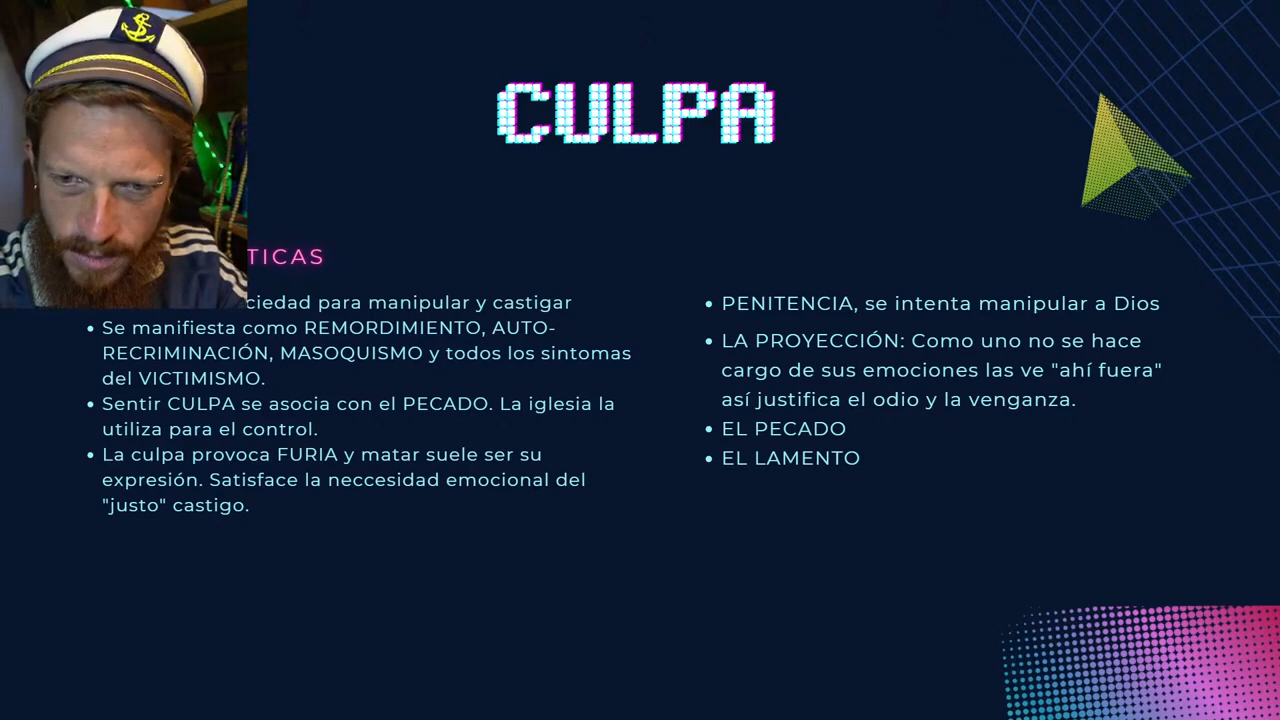 CULPA
TICAS
ciedad para manipular y castigar
• Se manifiesta como REMORDIMIENTO, AUTO-
RECRIMINACIÓN, MASOQUISMO y todos los sintomas
del VICTIMISMO.
• Sentir CULPA se asocia con el PECADO. La iglesia la
utiliza para el control.
• La culpa provoca FURIA y matar suele ser su
expresión. Satisface la neccesidad emocional del
"justo" castigo.
• PENITENCIA, se intenta manipular a Dios
• LA PROYECCIÓN: Como uno no se hace
cargo de sus emociones las ve "ahí fuera"
así justifica el odio y la venganza.
• EL PECADO
• EL LAMENTO